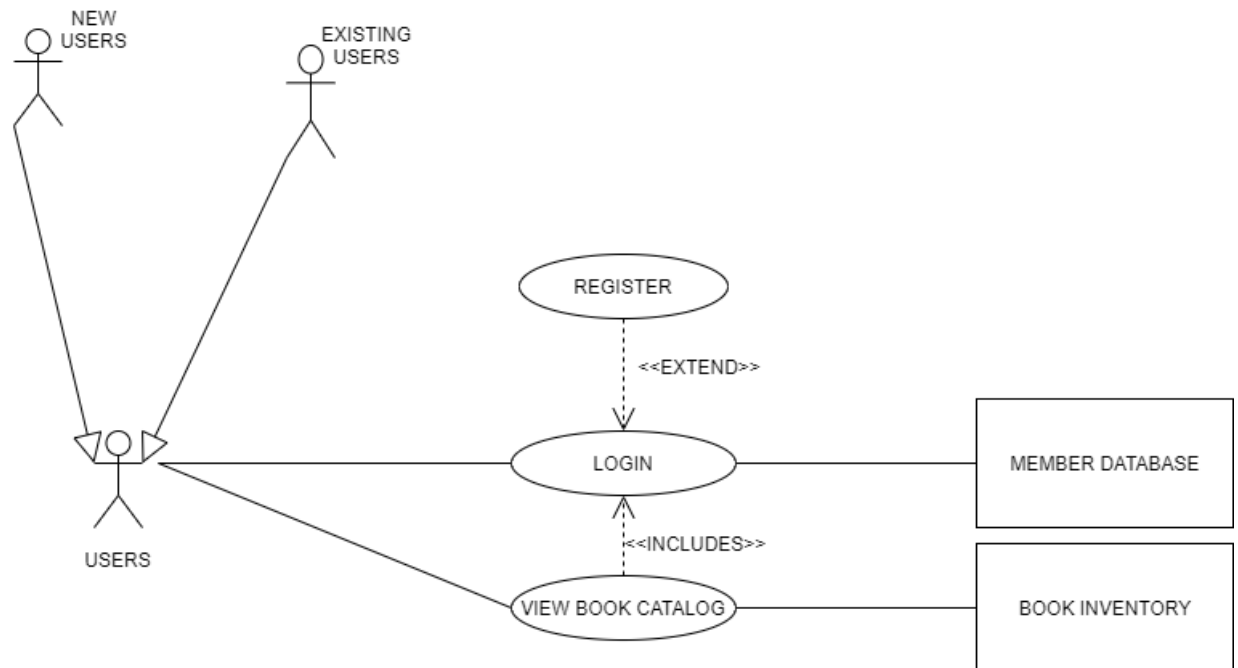 NEW
USERS
EXISTING
USERS
REGISTER
<<EXTEND>>
LOGIN
MEMBER DATABASE
<<INCLUDES>>
USERS
VIEW BOOK CATALOG
BOOK INVENTORY